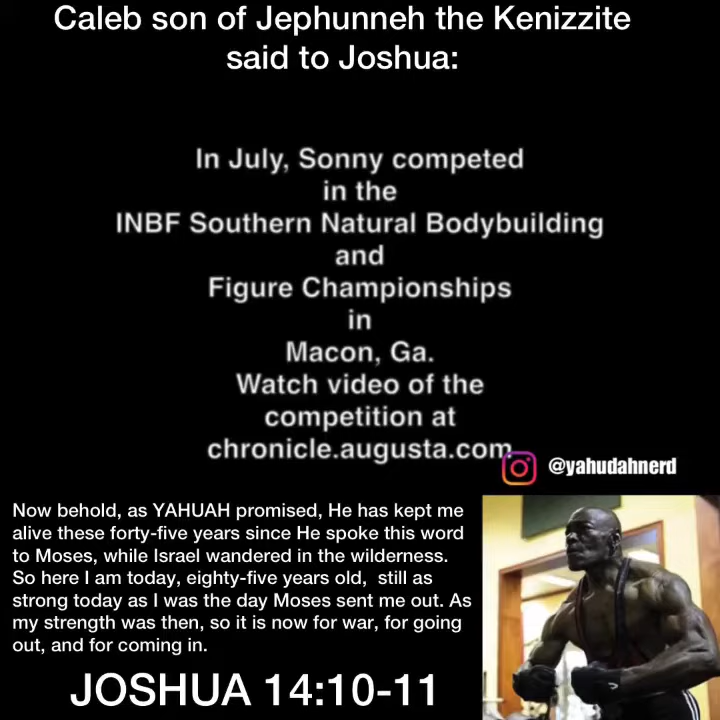 Caleb son of Jephunneh the Kenizzite
said to Joshua:
In July, Sonny competed
in the
INBF Southern Natural Bodybuilding
and
Figure Championships
in
Macon, Ga.
Watch video of the
competition at
chronicle.augusta.com
@yahudahnerd
Now behold, as YAHUAH promised, He has kept me
alive these forty-five years since He spoke this word
to Moses, while Israel wandered in the wilderness.
So here I am today, eighty-five years old, still as
strong today as I was the day Moses sent me out. As
my strength was then, so it is now for war, for going
out, and for coming in.
JOSHUA 14:10-11